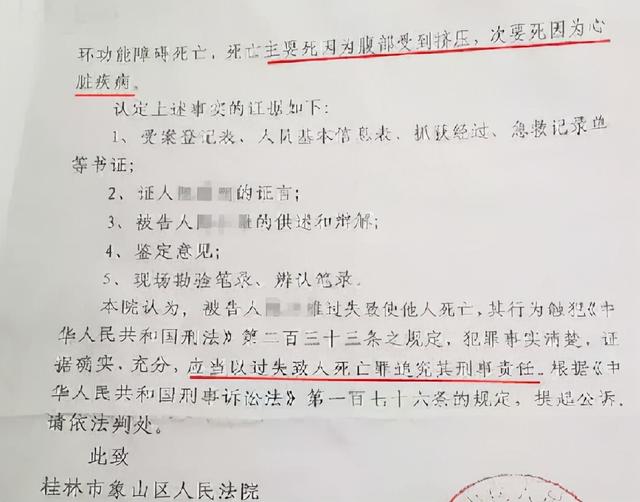 环功能障碍死亡，死亡主要死因为腹部受到挤压，次要死因为心
脏疾病。
认定上述事实的证据如下：
1、受案登记表、人员基本信息表、抓获经过、急救记录单
等书证；
2、证人的证言；
3、被告人的供述和辩解；
4、鉴定意见；
5、现场勘验笔录、辨认笔录。
本院认为，被告人难过失致使他人死亡，其行为触犯《中
华人民共和国刑法》第二百三十三条之规定，犯罪事实清楚，证
据确实、充分，应当以过失致人死亡罪追究其刑事责任。根据《中
华人民共和国刑事诉讼法》第一百七十六条的规定，提起公诉，
请依法判处。
此致
桂林市象山区人民法院